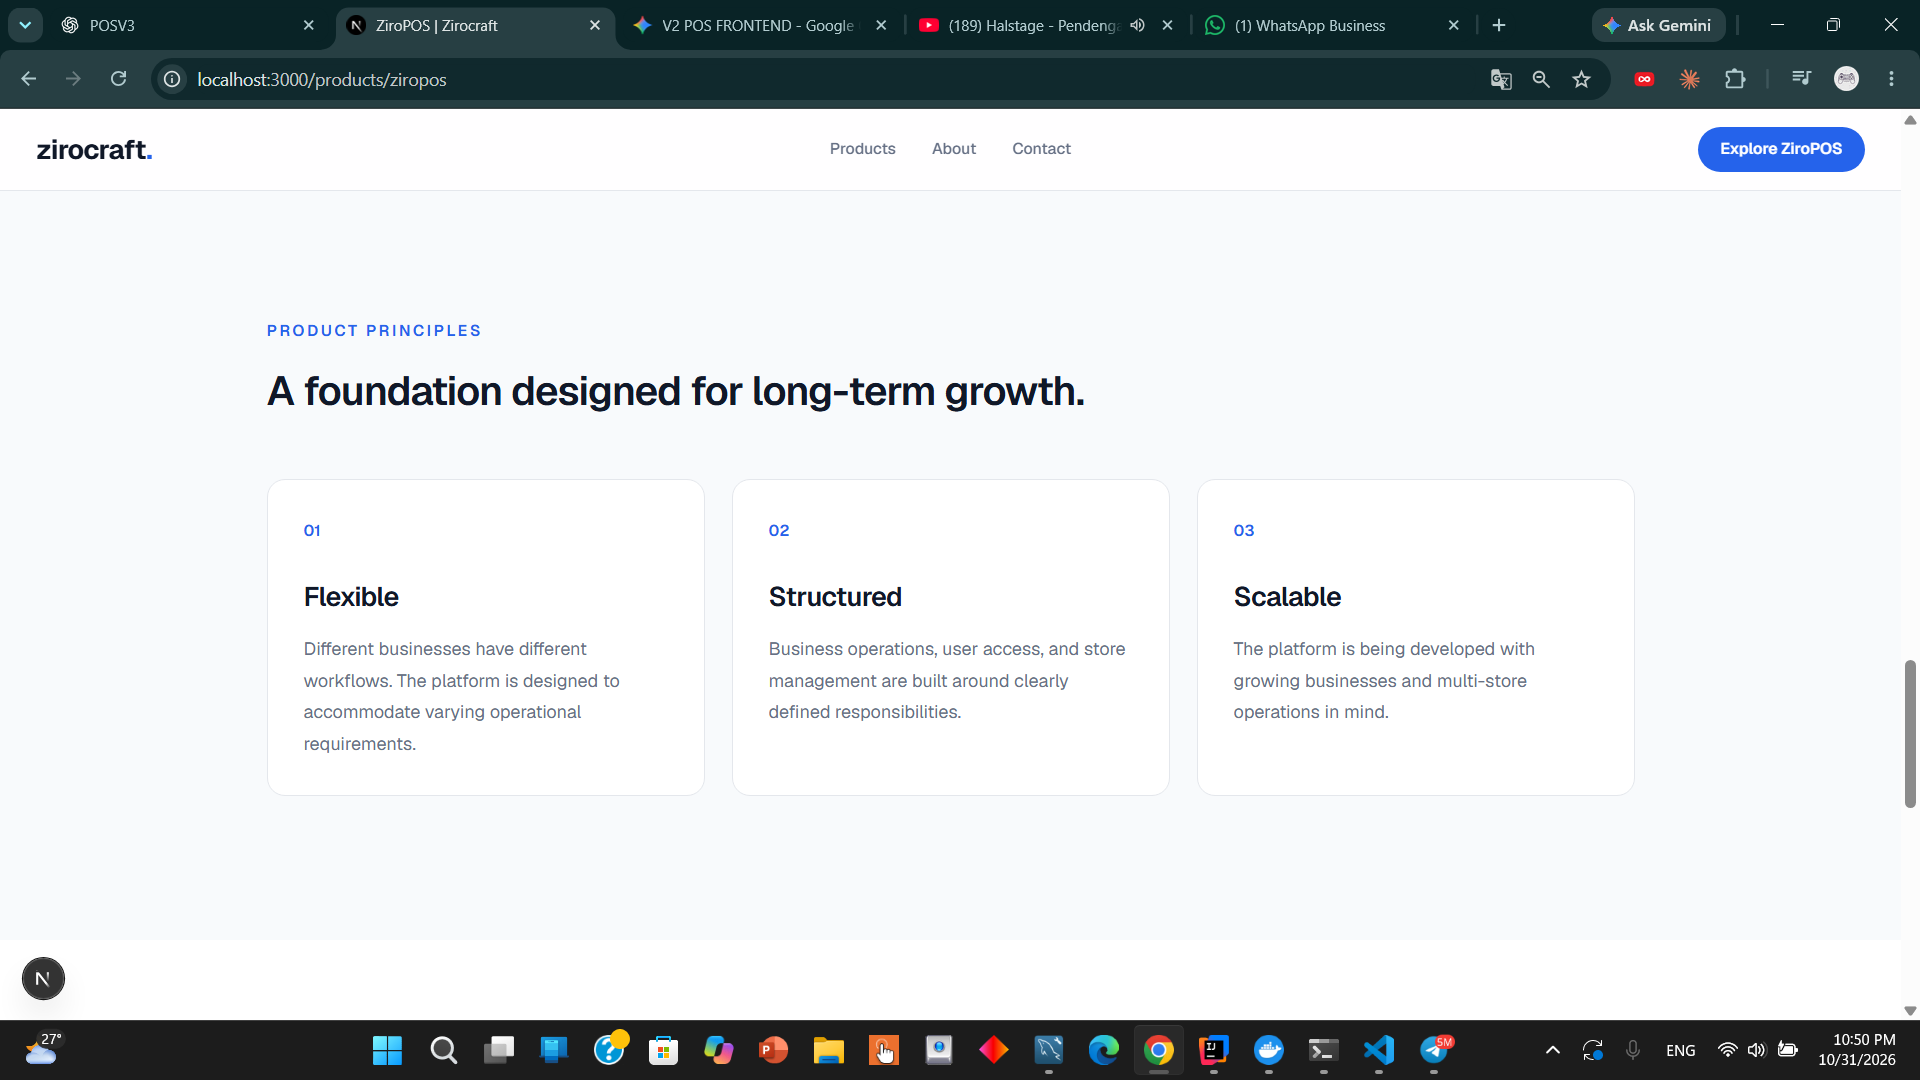 POSV3
ZiroPOS | Zirocraft
V2 POS FRONTEND - Google
(189) Halstage - Pendenga
(1) WhatsApp Business
Ask Gemini
localhost:3000/products/ziropos
zirocraft.
Products
About
Contact
Explore ZiroPOS
PRODUCT PRINCIPLES
A foundation designed for long-term growth.
01
Flexible
Different businesses have different
workflows. The platform is designed to
accommodate varying operational
requirements.
02
Structured
Business operations, user access, and store
management are built around clearly
defined responsibilities.
03
Scalable
The platform is being developed with
growing businesses and multi-store
operations in mind.
N
27°
5M
ENG
10:50 PM
10/31/2026